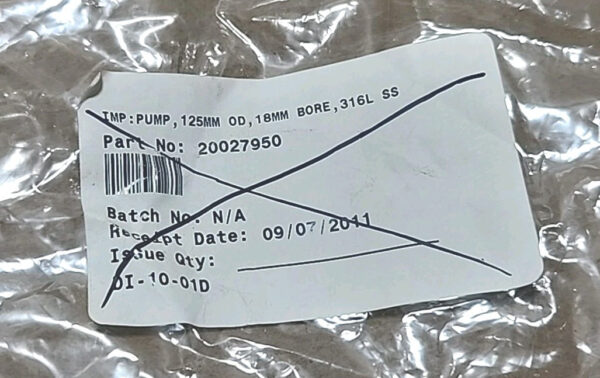 IMP:PUMP,125MM OD,18MM BORE,316L SS
Part No: 20027950
Batch No: N/A
Receipt Date: 09/07/2011
Issue Qty:
DI-10-01D